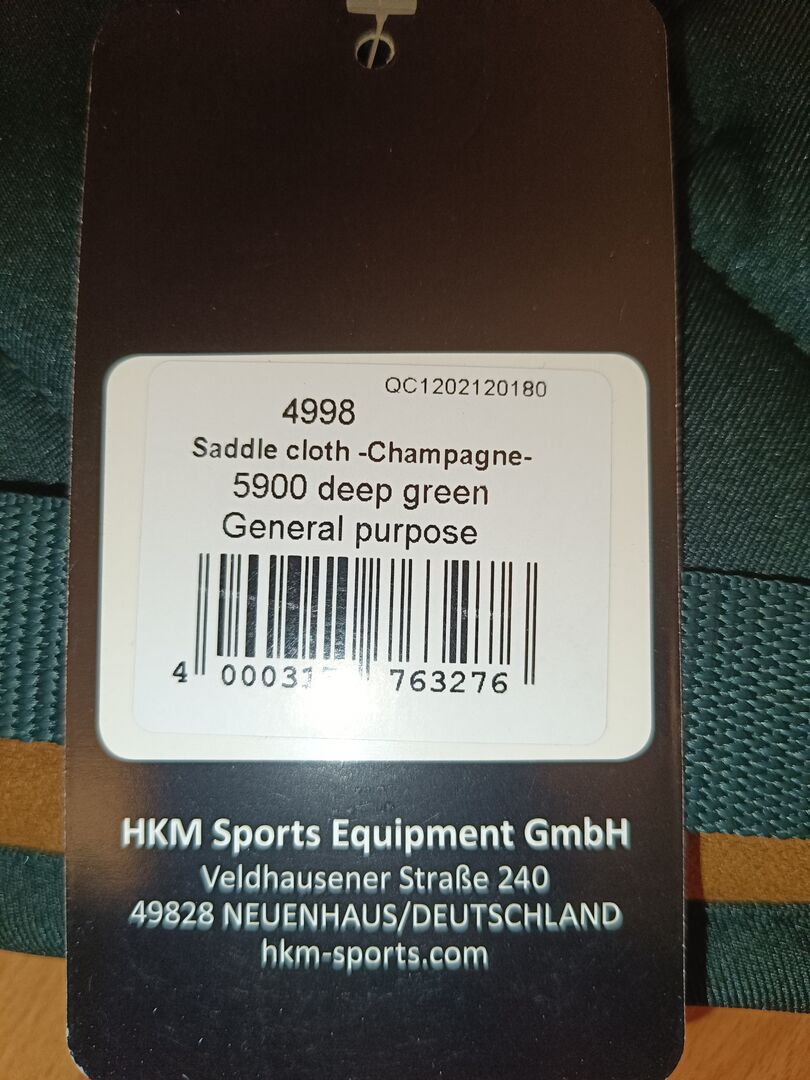 QC1202120180
4998
Saddle cloth -Champagne-
5900 deep green
General purpose
4 763276
HKM Sports Equipment GmbH
Veldhausener Straße 240
49828 NEUENHAUS/DEUTSCHLAND
hkm-sports.com